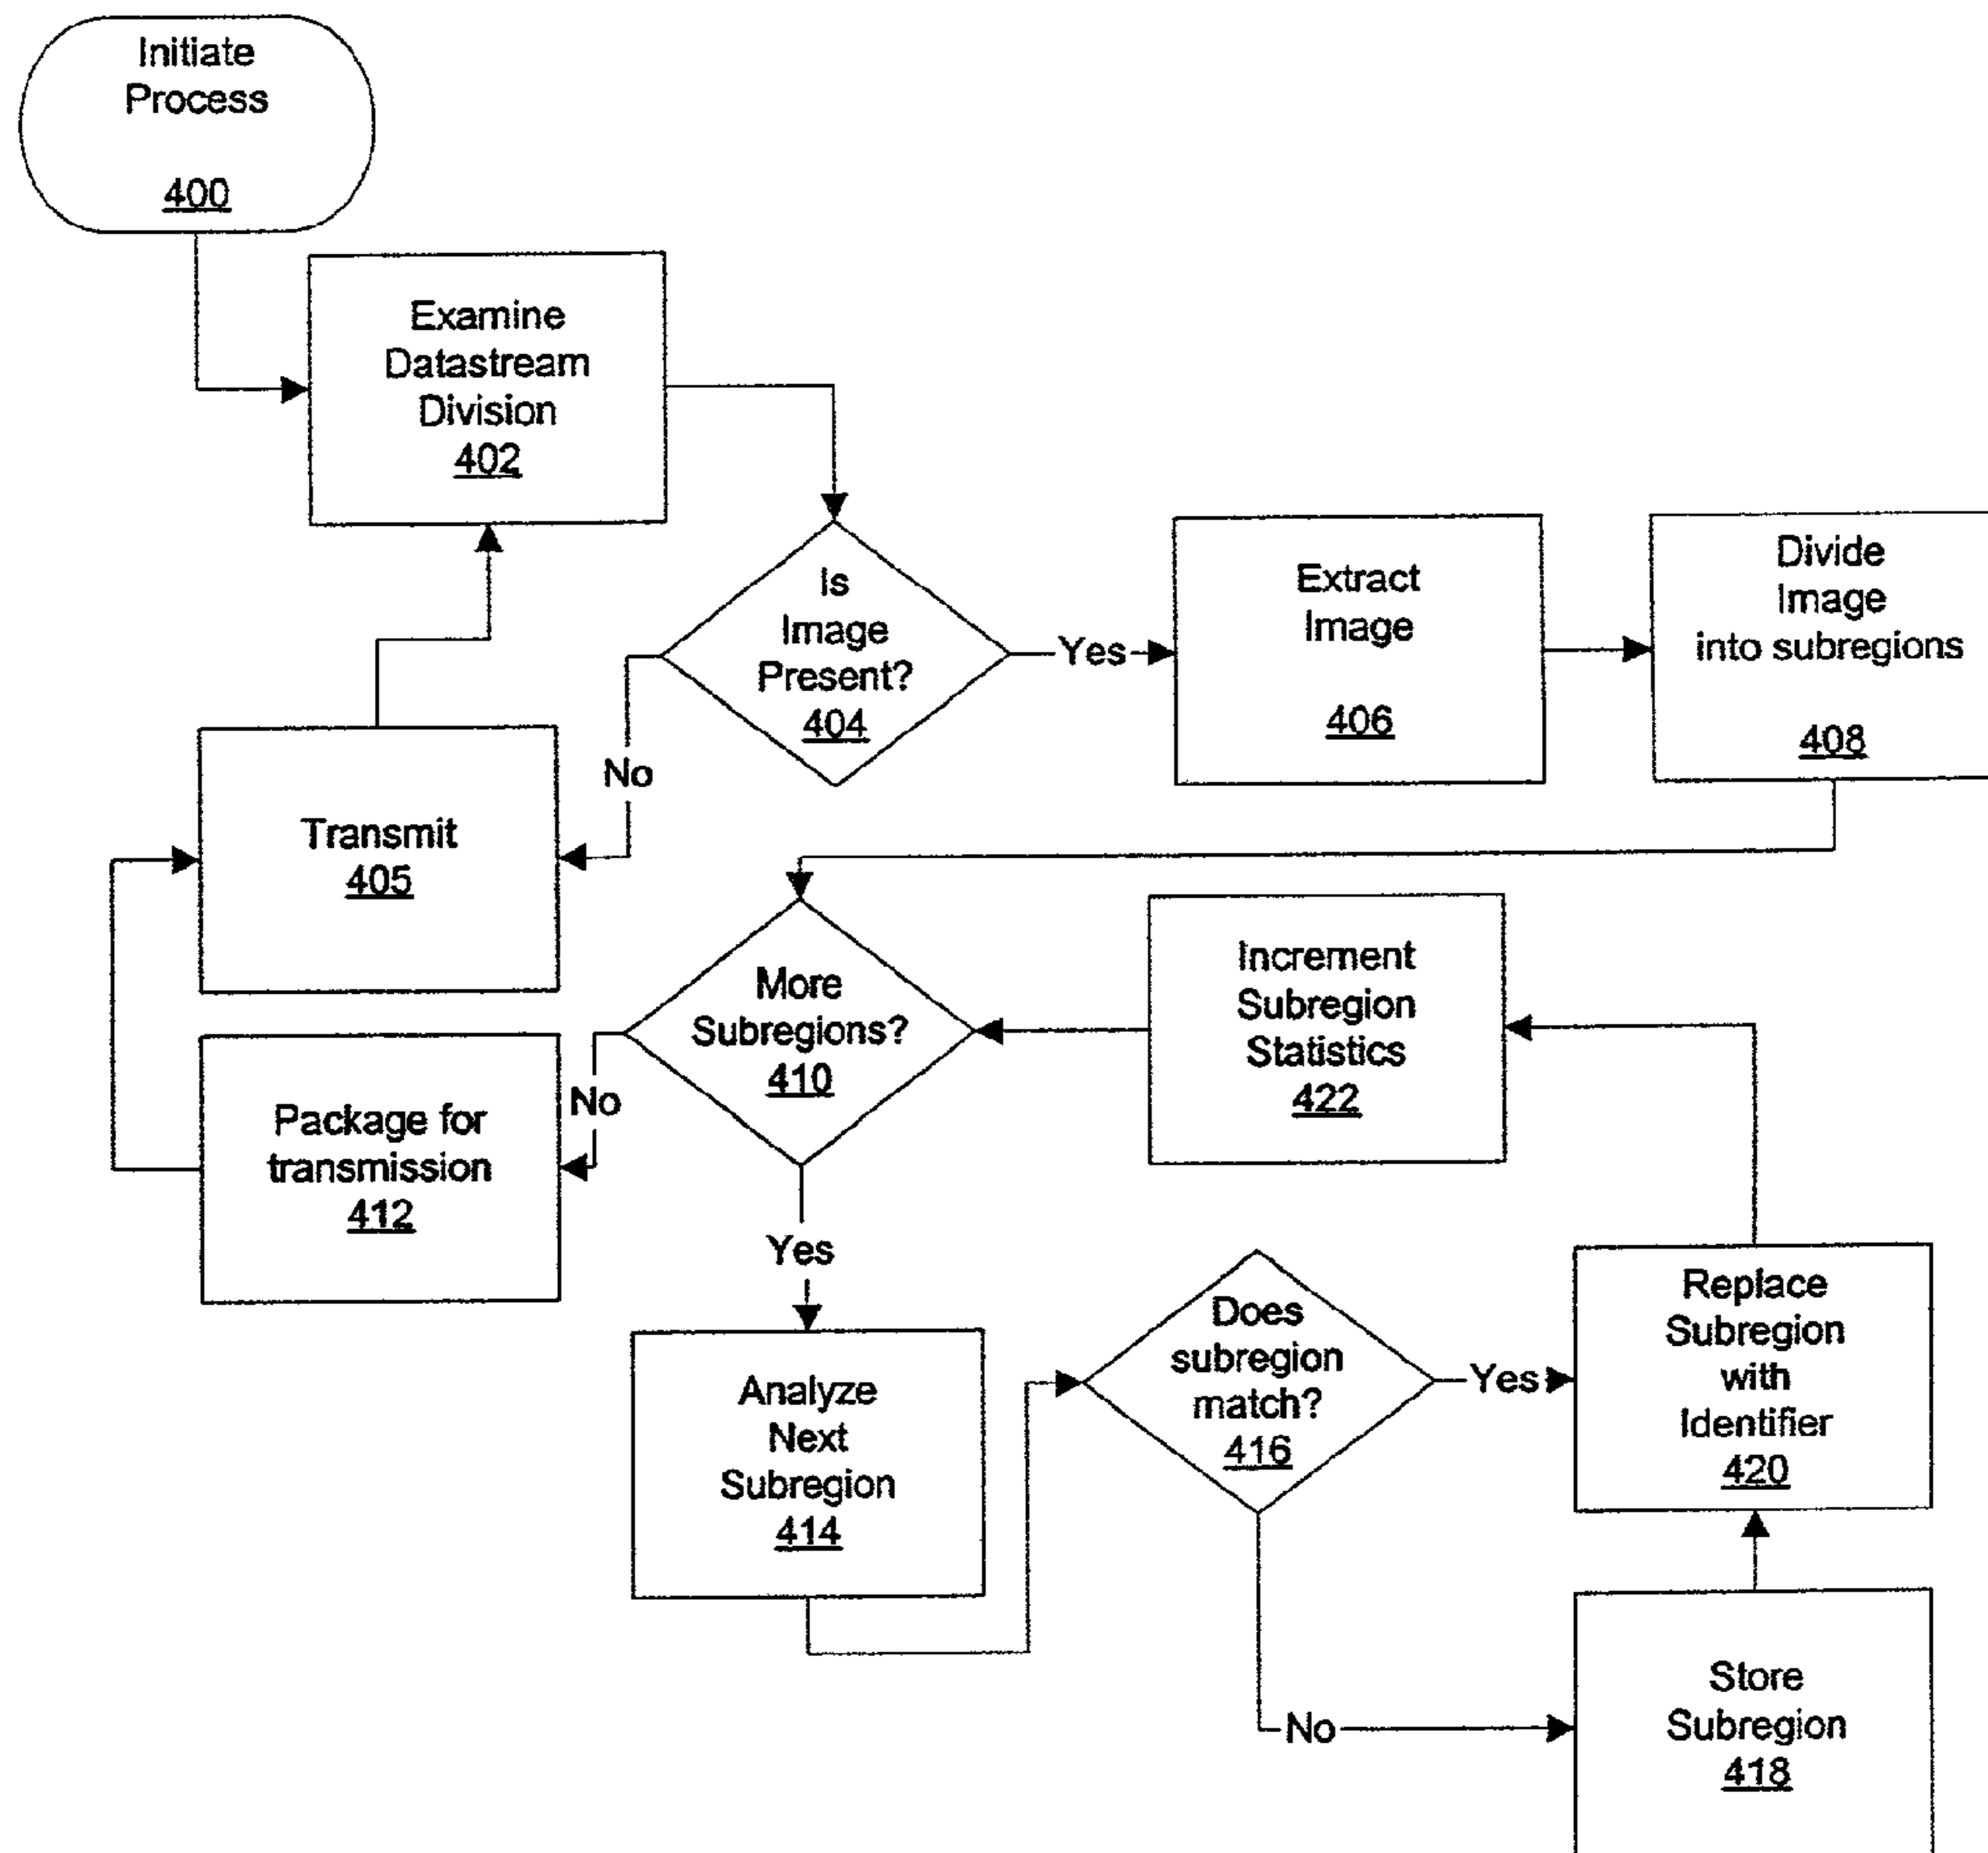 Initiate
Process
400
Examine
Datastream
Division
402
Is
Image
Present?
404
Yes
Extract
Image
406
Divide
Image
into subregions
408
No
Transmit
405
More
Subregions?
410
Increment
Subregion
Statistics
422
No
Package for
transmission
412
Yes
Analyze
Next
Subregion
414
Does
subregion
match?
416
Yes
Replace
Subregion
with
Identifier
420
No
Store
Subregion
418